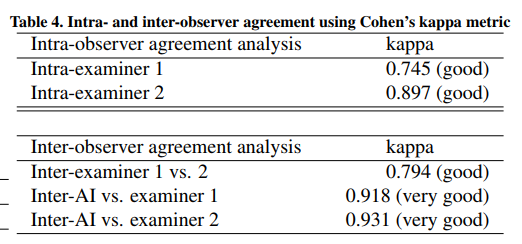 Table 4. Intra- and inter-observer agreement using Cohen's kappa metric
Intra-observer agreement analysis kappa
Intra-examiner 1 0.745 (good)
Intra-examiner 2 0.897 (good)
Inter-observer agreement analysis kappa
Inter-examiner 1 vs. 2 0.794 (good)
Inter-AI vs. examiner 1 0.918 (very good)
Inter-AI vs. examiner 2 0.931 (very good)